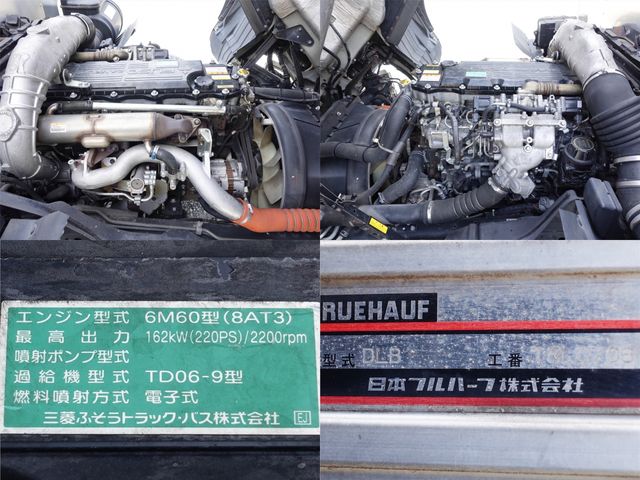 エンジン型式 6M60型(8AT3)
最高出力 162kW(220PS)/2200rpm
噴射ポンプ型式
過給機型式 TD06-9型
燃料噴射方式 電子式
三菱ふそうトラック・バス株式会社 EJ
RUEHAUF
型式 DLB 工番
日本フルハーフ株式会社